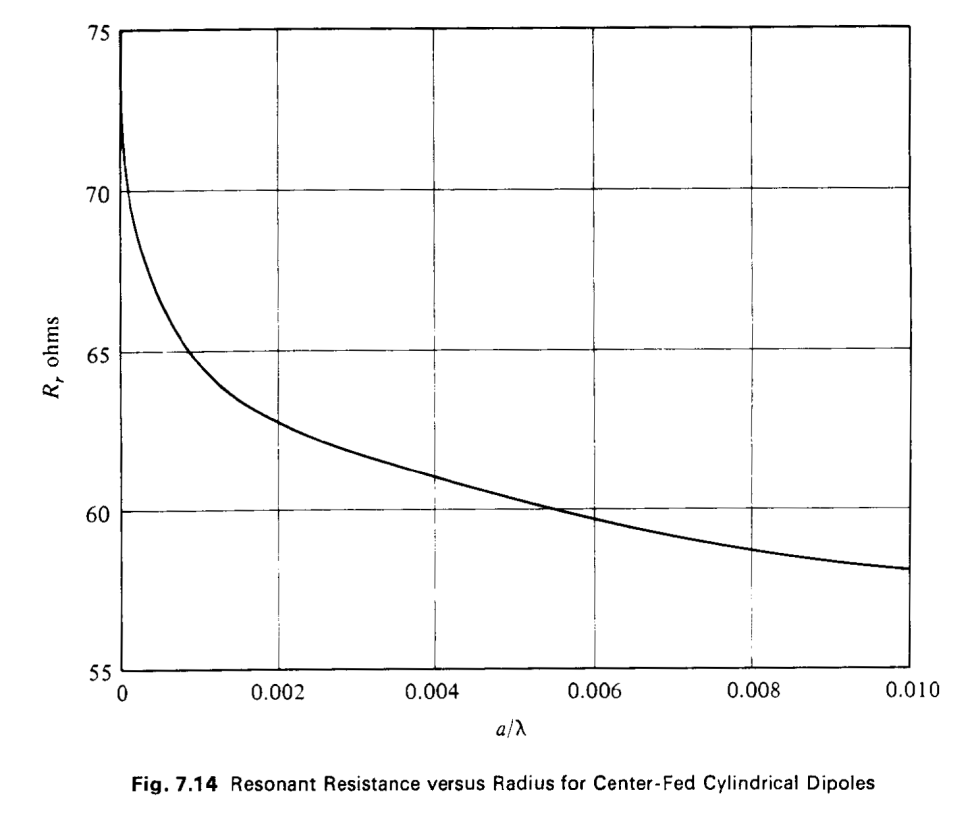 75
70
65
60
55
R_r ohms
0 0.002 0.004 0.006 0.008 0.010
a/λ
Fig. 7.14 Resonant Resistance versus Radius for Center-Fed Cylindrical Dipoles